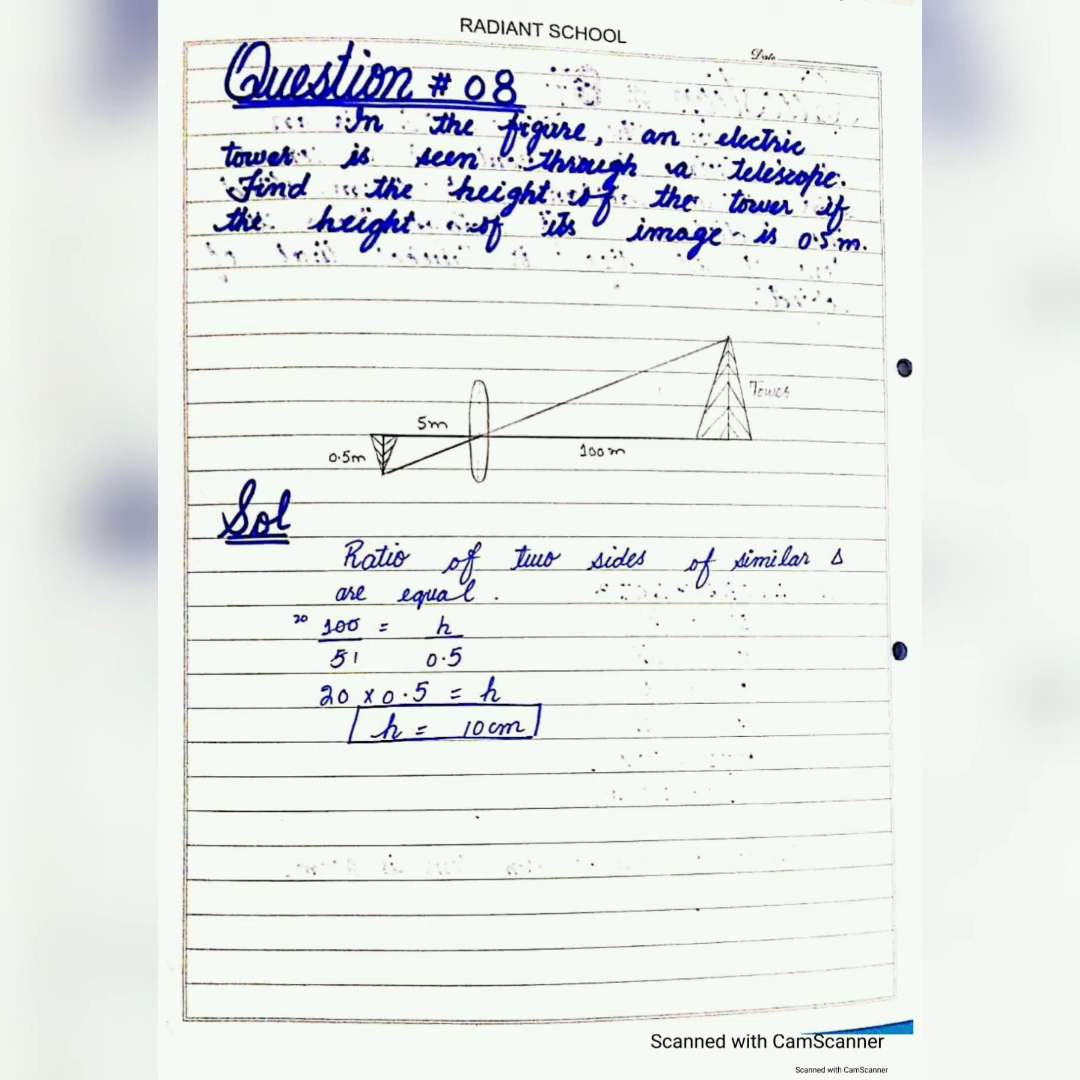 RADIANT SCHOOL
Date
Question # 08
In the figure, an electric
tower is seen through a telescope.
Find the height of the tower if
the height of its image is 0.5m.
Tower
5m
0.5m
100m
Sol
Ratio of two sides of similar Δ
are equal.
20 100 = h
51 0.5
20 x 0.5 = h
h = 10cm
Scanned with CamScanner
Scanned with CamScanner